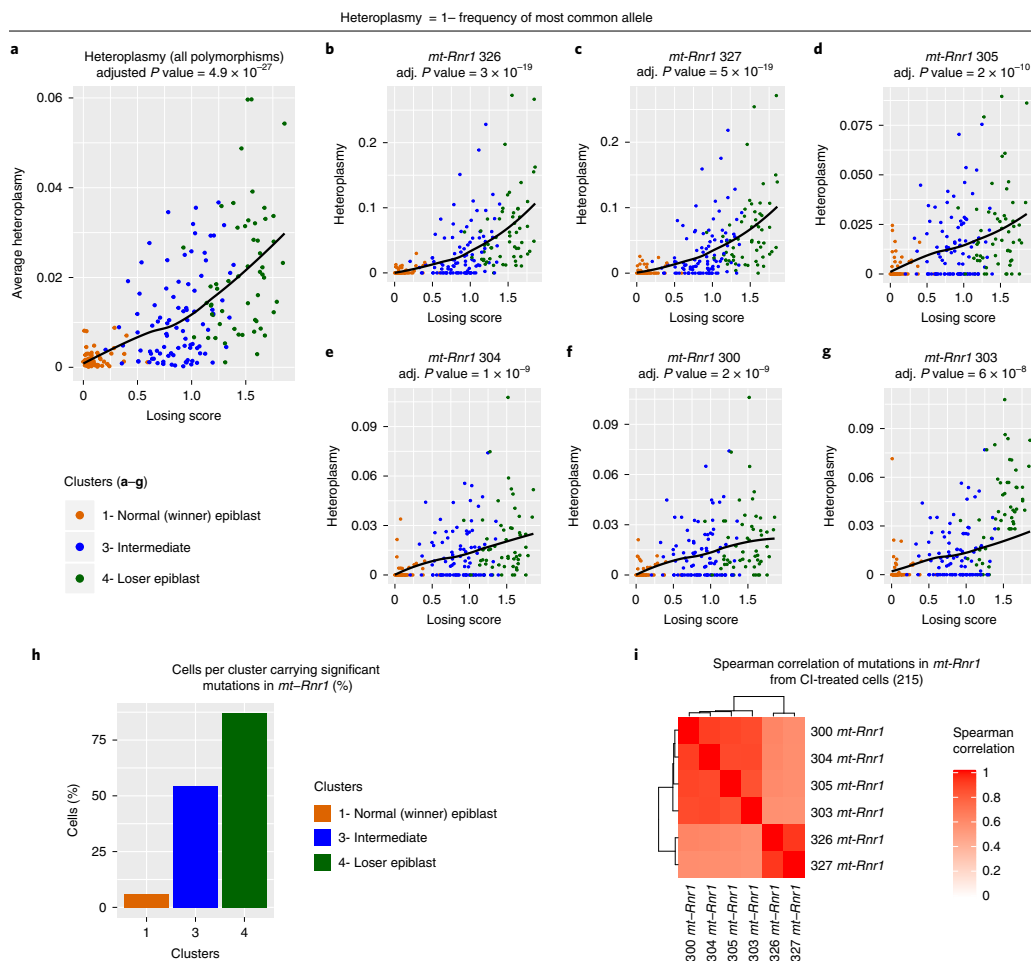 Heteroplasmy = 1– frequency of most common allele
a
Heteroplasmy (all polymorphisms)
adjusted P value = 4.9 × 10⁻²⁷
0.06
0.04
0.02
0
Average heteroplasmy
0 0.5 1.0 1.5
Losing score
b
mt-Rnr1 326
adj. P value = 3 × 10⁻¹⁹
0.2
0.1
0
Heteroplasmy
0 0.5 1.0 1.5
Losing score
c
mt-Rnr1 327
adj. P value = 5 × 10⁻¹⁹
0.2
0.1
0
Heteroplasmy
0 0.5 1.0 1.5
Losing score
d
mt-Rnr1 305
adj. P value = 2 × 10⁻¹⁰
0.075
0.050
0.025
0
Heteroplasmy
0 0.5 1.0 1.5
Losing score
Clusters (a–g)
1- Normal (winner) epiblast
3- Intermediate
4- Loser epiblast
e
mt-Rnr1 304
adj. P value = 1 × 10⁻⁹
0.09
0.06
0.03
0
Heteroplasmy
0 0.5 1.0 1.5
Losing score
f
mt-Rnr1 300
adj. P value = 2 × 10⁻⁹
0.09
0.06
0.03
0
Heteroplasmy
0 0.5 1.0 1.5
Losing score
g
mt-Rnr1 303
adj. P value = 6 × 10⁻⁸
0.09
0.06
0.03
0
Heteroplasmy
0 0.5 1.0 1.5
Losing score
h
Cells per cluster carrying significant
mutations in mt–Rnr1 (%)
75
50
25
0
Cells (%)
1 3 4
Clusters
Clusters
1- Normal (winner) epiblast
3- Intermediate
4- Loser epiblast
i
Spearman correlation of mutations in mt-Rnr1
from CI-treated cells (215)
300 mt-Rnr1
304 mt-Rnr1
305 mt-Rnr1
303 mt-Rnr1
326 mt-Rnr1
327 mt-Rnr1
300 mt–Rnr1
304 mt–Rnr1
305 mt–Rnr1
303 mt–Rnr1
326 mt–Rnr1
327 mt–Rnr1
Spearman
correlation
1
0.8
0.6
0.4
0.2
0